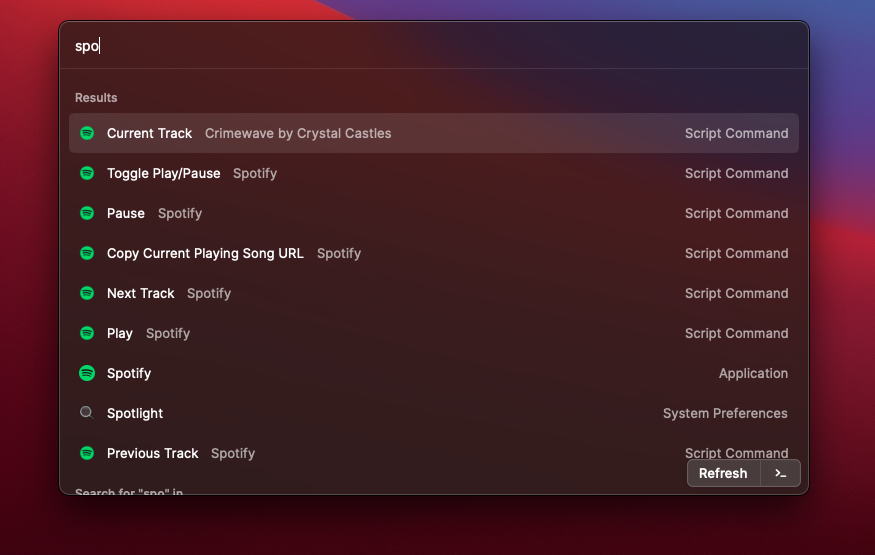 spo
Results
Current Track Crimewave by Crystal Castles Script Command
Toggle Play/Pause Spotify Script Command
Pause Spotify Script Command
Copy Current Playing Song URL Spotify Script Command
Next Track Spotify Script Command
Play Spotify Script Command
Spotify Application
Spotlight System Preferences
Previous Track Spotify Script Command
Refresh >_
Search for "spo" in